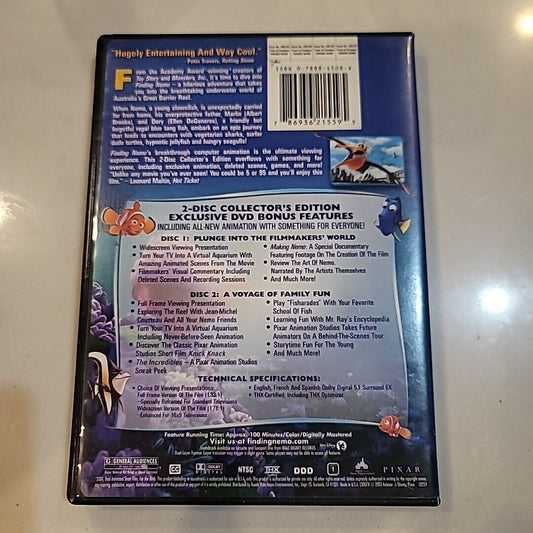 "Hugely Entertaining And Way Cool."
Peter Travers, Rolling Stone
From the Academy Award® winning creators of
Toy Story and Monsters, Inc., it's time to dive into
Finding Nemo – a hilarious adventure that takes
you into the breathtaking underwater world of
Australia's Great Barrier Reef.
When Nemo, a young clownfish, is unexpectedly carried
far from home, his overprotective father, Marlin (Albert
Brooks), and Dory (Ellen DeGeneres), a friendly but
forgetful regal blue tang fish, embark on an epic journey
that leads to encounters with vegetarian sharks, surfer
dude turtles, hypnotic jellyfish and hungry seagulls!
Finding Nemo's breakthrough computer animation is the ultimate
viewing experience. This 2-Disc Collector's Edition overflows with something for
everyone, including exclusive animation, deleted scenes, games, and more!
"Unlike any movie you've ever seen! You could be 5 or 95 and you'll enjoy this
film." – Leonard Maltin, Hot Ticket
7 86936 21559 5
2-DISC COLLECTOR'S EDITION
EXCLUSIVE DVD BONUS FEATURES
INCLUDING ALL-NEW ANIMATION WITH SOMETHING FOR EVERYONE!
DISC 1: PLUNGE INTO THE FILMMAKERS' WORLD
• Widescreen Viewing Presentation
• Turn Your TV Into A Virtual Aquarium With
Amazing Animated Scenes From The Movie
• Filmmakers' Visual Commentary Including
Deleted Scenes And Recording Sessions
• Making Nemo: A Special Documentary
Featuring Footage On The Creation Of The Film
• Review The Art Of Nemo,
Narrated By The Artists Themselves
• And Much More!
DISC 2: A VOYAGE OF FAMILY FUN
• Full Frame Viewing Presentation
• Exploring The Reef With Jean-Michel
Cousteau And All Your Nemo Friends
• Turn Your TV Into A Virtual Aquarium
Including Never-Before-Seen Animation
• Discover The Classic Pixar Animation
Studios Short Film Knick Knack
• The Incredibles – A Pixar Animation Studios
Sneak Peek
• Play "Fisharades" With Your Favorite
School Of Fish
• Learning Fun With Mr. Ray's Encyclopedia
• Pixar Animation Studios Takes Future
Animators On A Behind-The-Scenes Tour
• Storytime Fun For The Young
• And Much More!
TECHNICAL SPECIFICATIONS:
• Choice Of Viewing Presentations:
Full Frame Version Of The Film (1.33:1)
– Specially Reframed For Standard Televisions
Widescreen Version Of The Film (1.78:1)
– Enhanced For 16x9 Televisions
• English, French And Spanish Dolby Digital 5.1 Surround EX
• THX-Certified, Including THX Optimizer
Feature Running Time: Approx. 100 Minutes/Color/Digitally Mastered
Visit us at findingnemo.com
G GENERAL AUDIENCES
DOLBY
DIGITAL
NTSC
THX
DDD
1
PIXAR